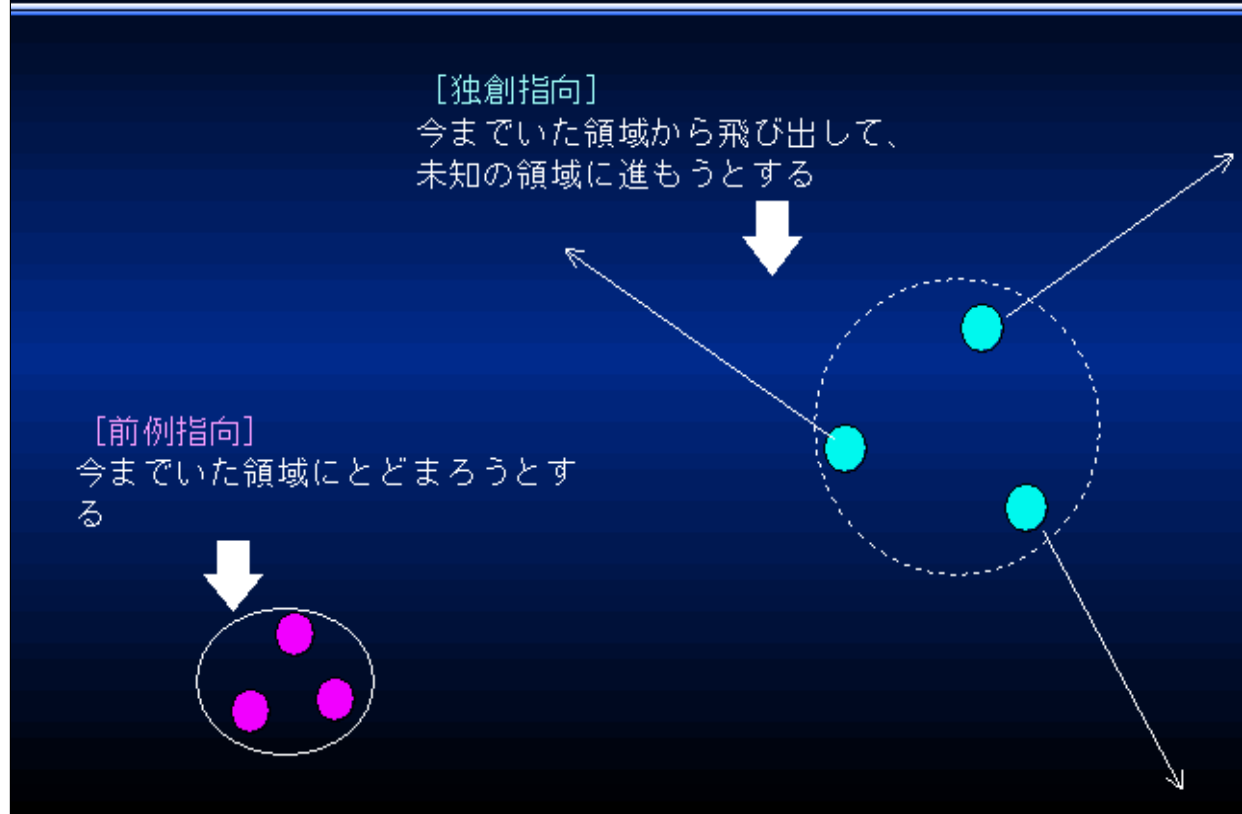 [独創指向]
今までいた領域から飛び出して、
未知の領域に進もうとする
[前例指向]
今までいた領域にとどまろうとす
る